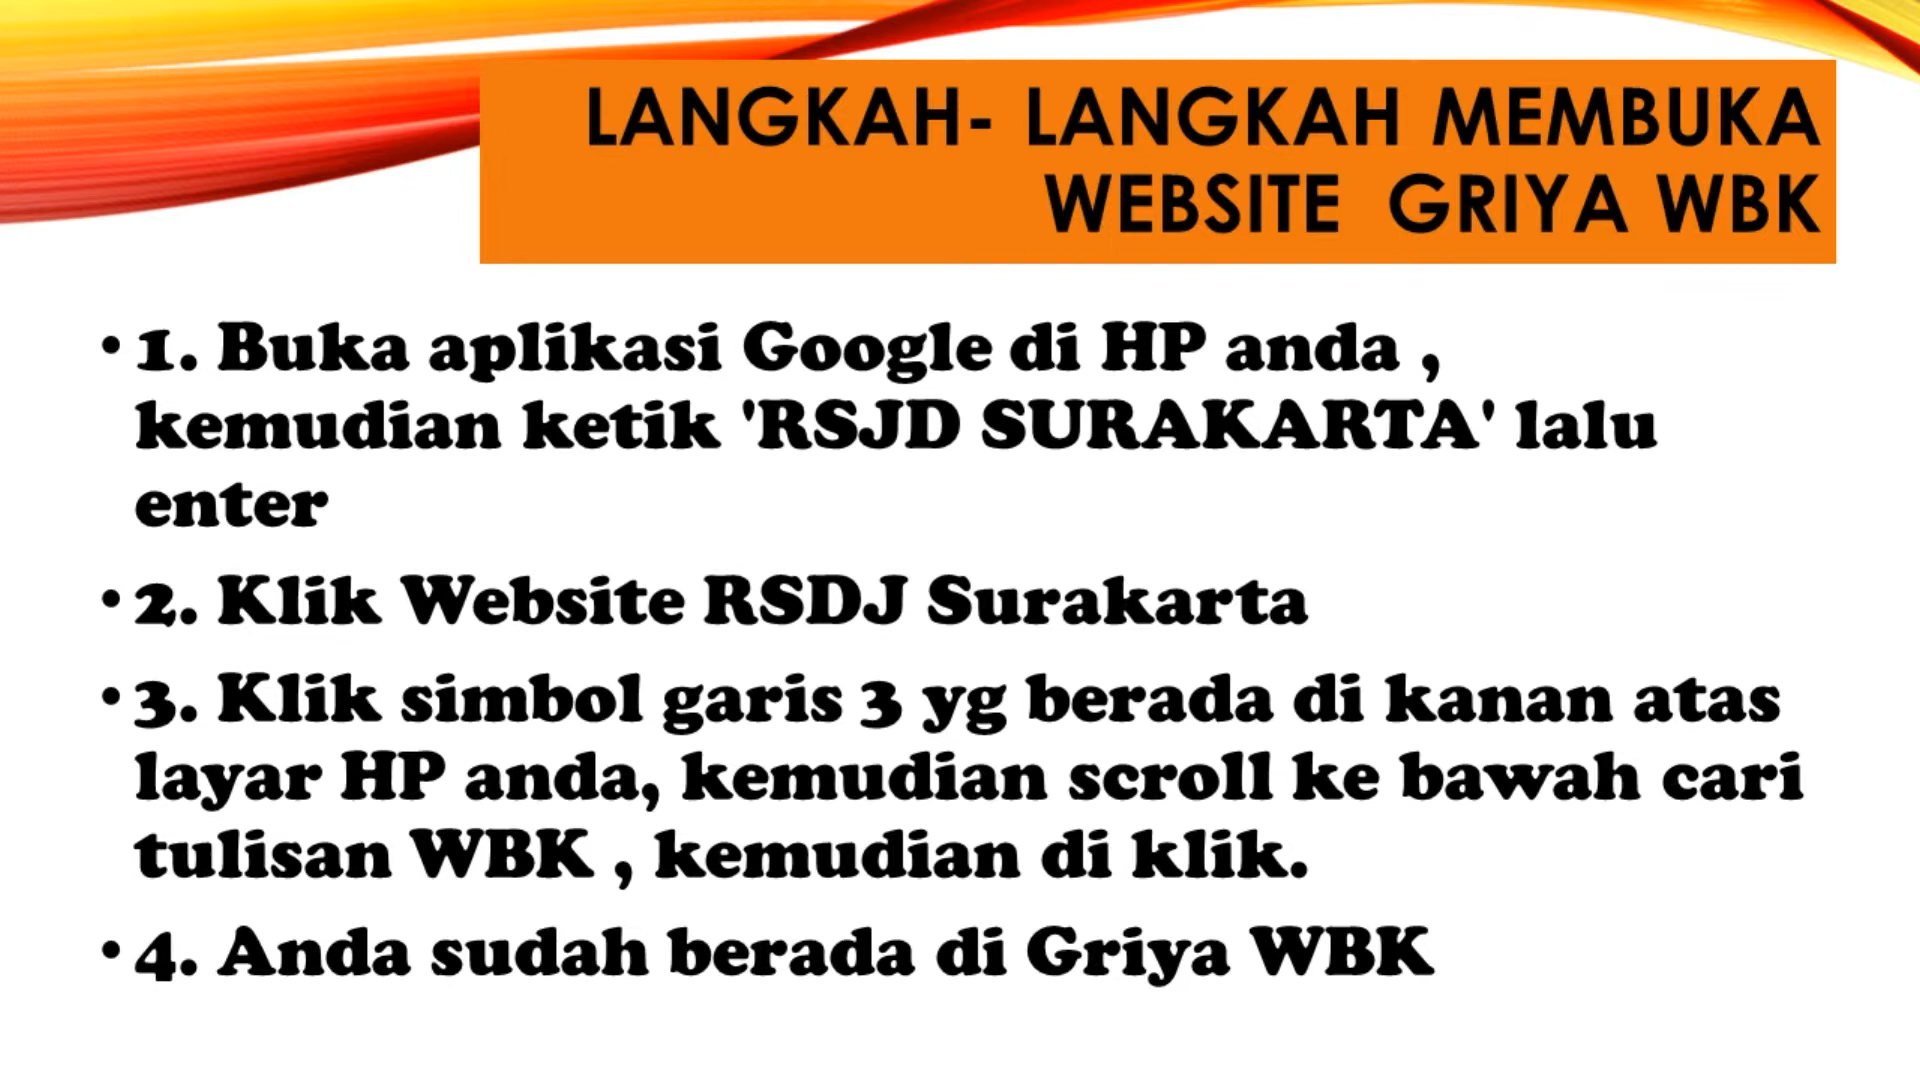 LANGKAH- LANGKAH MEMBUKA
WEBSITE GRIYA WBK
• 1. Buka aplikasi Google di HP anda ,
kemudian ketik 'RSJD SURAKARTA' lalu
enter
• 2. Klik Website RSDJ Surakarta
• 3. Klik simbol garis 3 yg berada di kanan atas
layar HP anda, kemudian scroll ke bawah cari
tulisan WBK , kemudian di klik.
• 4. Anda sudah berada di Griya WBK